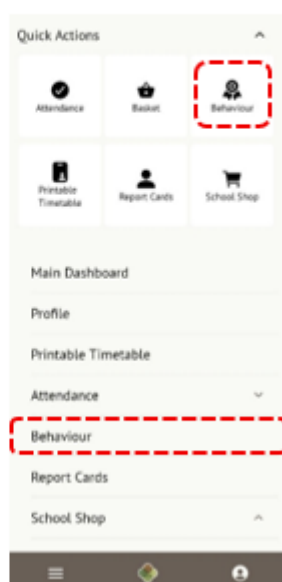 Quick Actions
Attendance
Basket
Behaviour
Printable
Timetable
Report Cards
School Shop
Main Dashboard
Profile
Printable Timetable
Attendance
Behaviour
Report Cards
School Shop